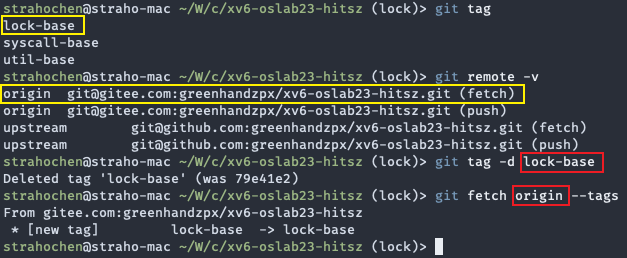 strahochen@straho-mac ~/W/c/xv6-oslab23-hitsz (lock)> git tag
lock-base
syscall-base
util-base
strahochen@straho-mac ~/W/c/xv6-oslab23-hitsz (lock)> git remote -v
origin  git@gitee.com:greenhandzpx/xv6-oslab23-hitsz.git (fetch)
origin  git@gitee.com:greenhandzpx/xv6-oslab23-hitsz.git (push)
upstream        git@github.com:greenhandzpx/xv6-oslab23-hitsz.git (fetch)
upstream        git@github.com:greenhandzpx/xv6-oslab23-hitsz.git (push)
strahochen@straho-mac ~/W/c/xv6-oslab23-hitsz (lock)> git tag -d lock-base
Deleted tag 'lock-base' (was 79e41e2)
strahochen@straho-mac ~/W/c/xv6-oslab23-hitsz (lock)> git fetch origin --tags
From gitee.com:greenhandzpx/xv6-oslab23-hitsz
 * [new tag]         lock-base  -> lock-base
strahochen@straho-mac ~/W/c/xv6-oslab23-hitsz (lock)>